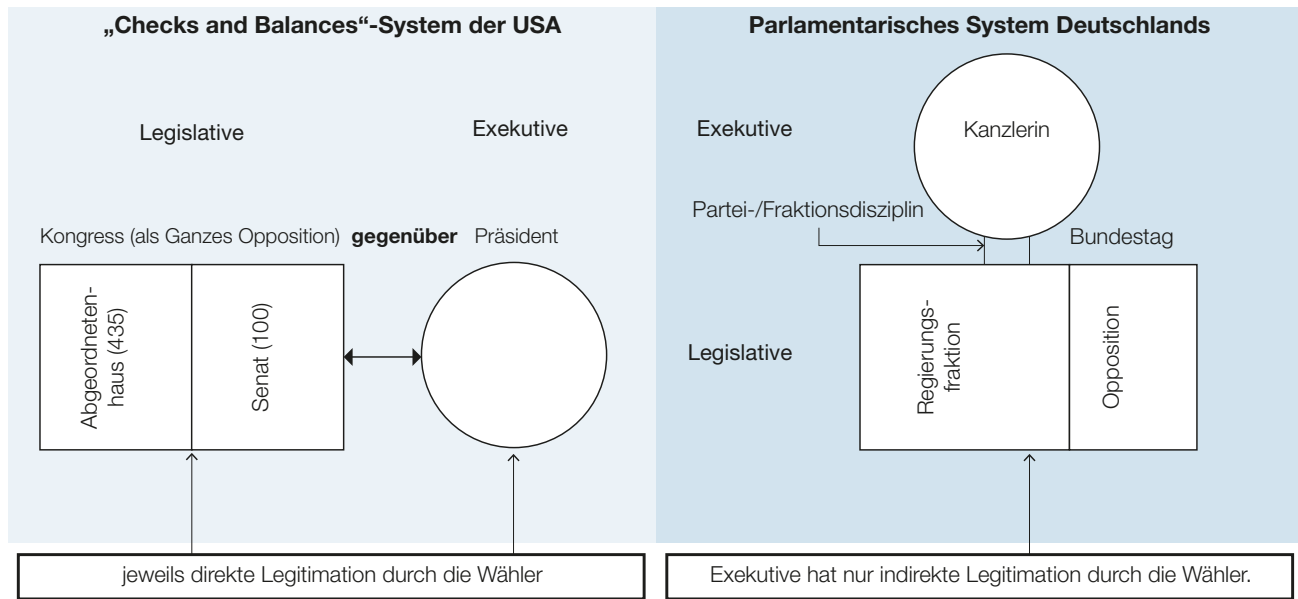 „Checks and Balances“-System der USA
Legislative
Exekutive
Kongress (als Ganzes Opposition) gegenüber Präsident
Abgeordneten-
haus (435)
Senat (100)
jeweils direkte Legitimation durch die Wähler
Parlamentarisches System Deutschlands
Exekutive
Kanzlerin
Partei-/Fraktionsdisziplin
Bundestag
Legislative
Regierungs-
fraktion
Opposition
Exekutive hat nur indirekte Legitimation durch die Wähler.